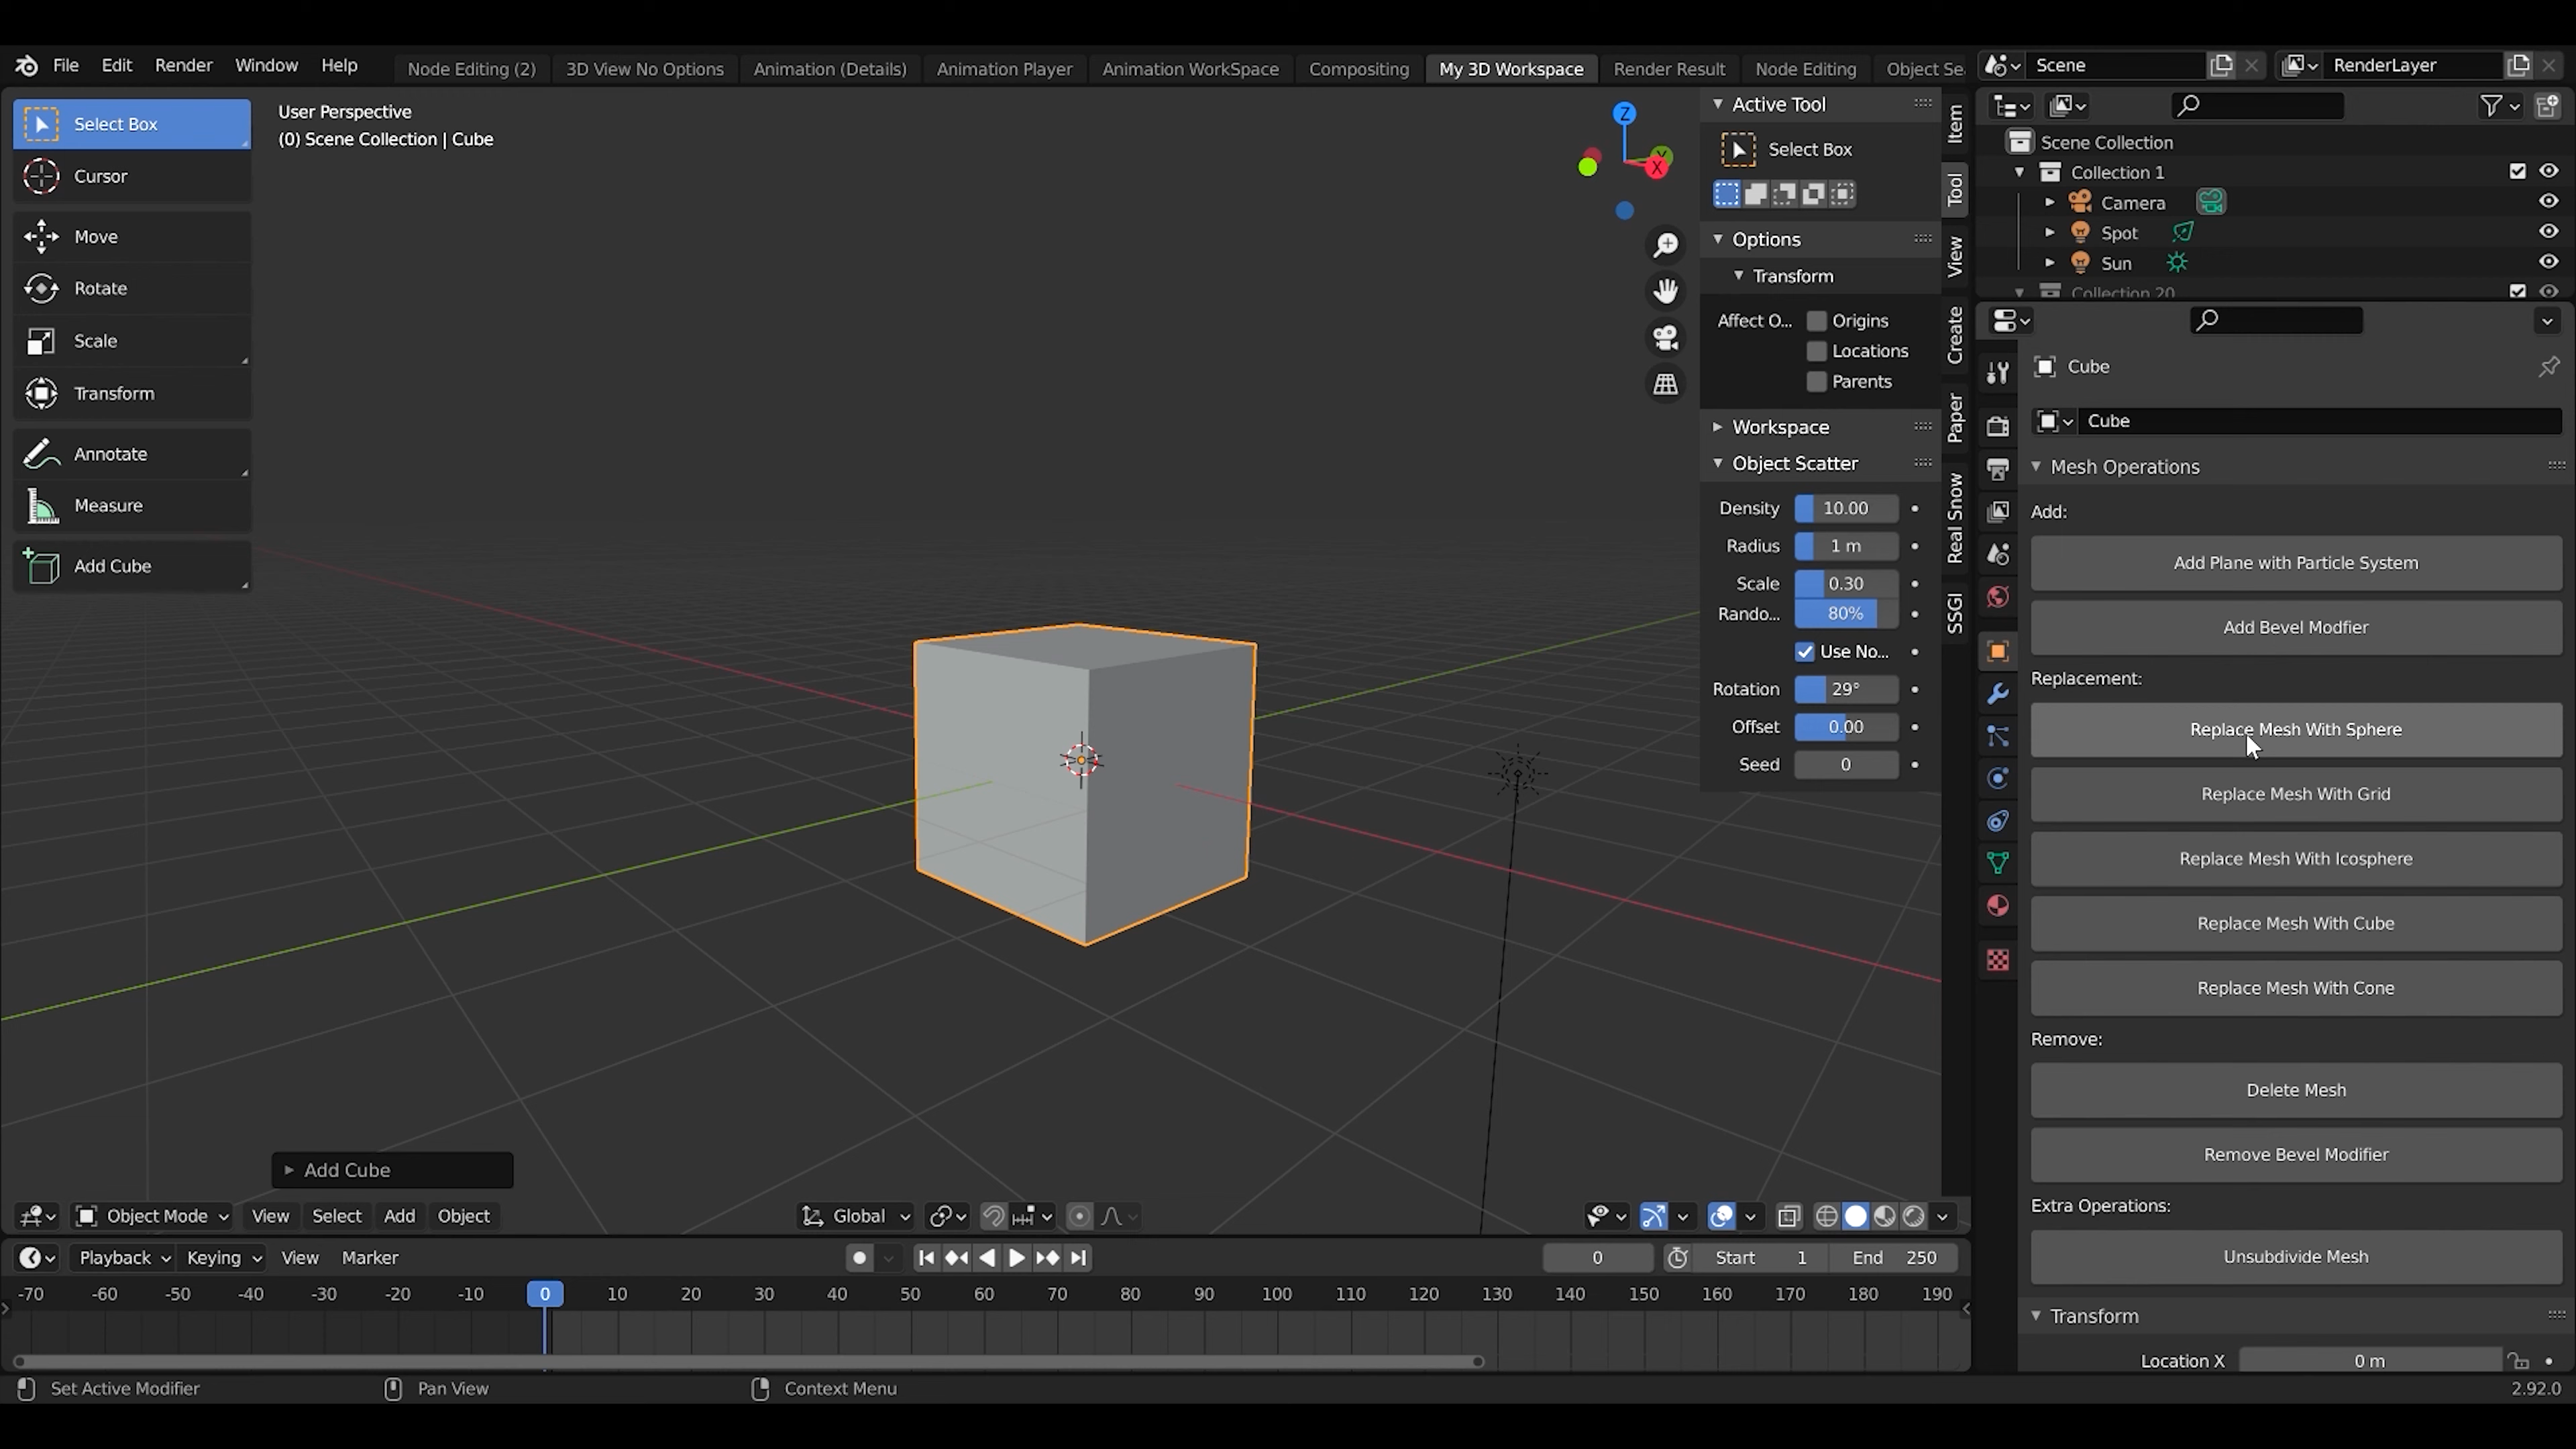 File Edit Render Window Help
Node Editing (2) 3D View No Options Animation (Details) Animation Player Animation WorkSpace Compositing My 3D Workspace Render Result Node Editing Object Se
Scene RenderLayer
Select Box
Cursor
Move
Rotate
Scale
Transform
Annotate
Measure
Add Cube
User Perspective
(0) Scene Collection | Cube
Z
Y
X
Active Tool
Select Box
Options
Transform
Affect O... Origins
Locations
Parents
Workspace
Object Scatter
Density 10.00
Radius 1 m
Scale 0.30
Rando... 80%
Use No...
Rotation 29°
Offset 0.00
Seed 0
Item
Tool
View
Create
Paper
Real Snow
SSGI
Scene Collection
Collection 1
Camera
Spot
Sun
Collection 20
Cube
Cube
Mesh Operations
Add:
Add Plane with Particle System
Add Bevel Modfier
Replacement:
Replace Mesh With Sphere
Replace Mesh With Grid
Replace Mesh With Icosphere
Replace Mesh With Cube
Replace Mesh With Cone
Remove:
Delete Mesh
Remove Bevel Modifier
Extra Operations:
Unsubdivide Mesh
Transform
Location X 0 m
Add Cube
Object Mode View Select Add Object Global
Playback Keying View Marker 0 Start 1 End 250
-70 -60 -50 -40 -30 -20 -10 0 10 20 30 40 50 60 70 80 90 100 110 120 130 140 150 160 170 180 190
Set Active Modifier Pan View Context Menu 2.92.0